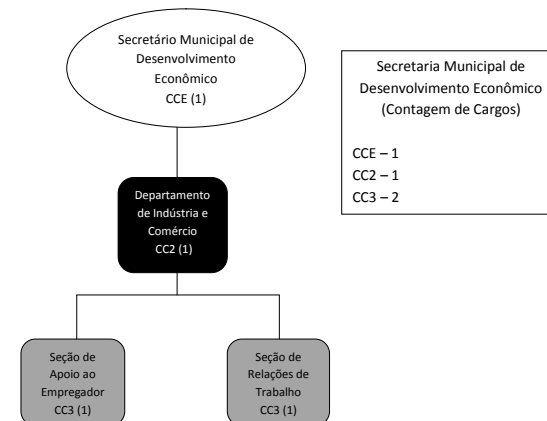 Secretário Municipal de
Desenvolvimento
Econômico
CCE (1)
Secretaria Municipal de
Desenvolvimento Econômico
(Contagem de Cargos)
CCE – 1
CC2 – 1
CC3 – 2
Departamento
de Indústria e
Comércio
CC2 (1)
Seção de
Apoio ao
Empregador
CC3 (1)
Seção de
Relações de
Trabalho
CC3 (1)